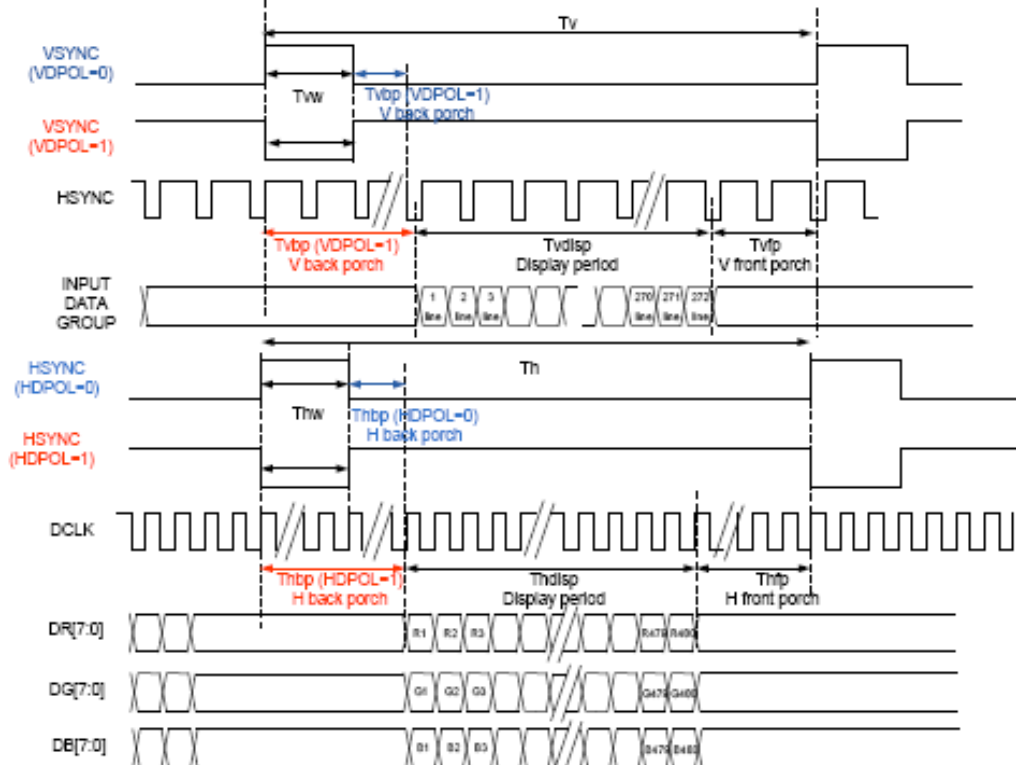 Tv
VSYNC
(VDPOL=0)
Tvw
Tvbp (VDPOL=1)
V back porch
VSYNC
(VDPOL=1)
HSYNC
Tvbp (VDPOL=1)
V back porch
Tvdisp
Display period
Tvfp
V front porch
INPUT
DATA
GROUP
1 line
2 line
3 line
270 line
271 line
272 line
HSYNC
(HDPOL=0)
Th
Thw
Thbp (HDPOL=0)
H back porch
HSYNC
(HDPOL=1)
DCLK
Thbp (HDPOL=1)
H back porch
Thdisp
Display period
Thfp
H front porch
DR[7:0]
R1 R2 R3 R479 R480
DG[7:0]
G1 G2 G3 G479 G480
DB[7:0]
B1 B2 B3 B479 B480